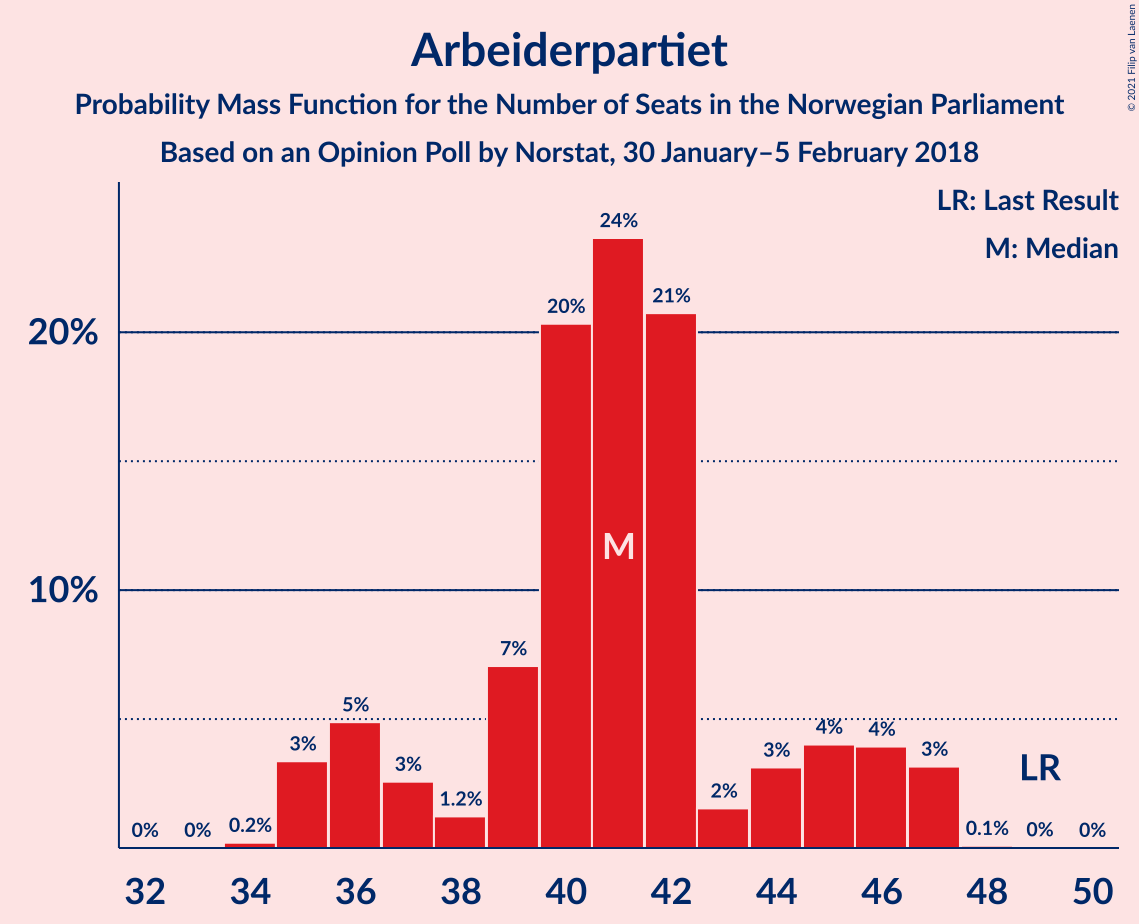 Arbeiderpartiet
Probability Mass Function for the Number of Seats in the Norwegian Parliament
Based on an Opinion Poll by Norstat, 30 January–5 February 2018
© 2021 Filip van Laenen
LR: Last Result
M: Median
20%
10%
0%
0%
0.2%
3%
5%
3%
1.2%
7%
20%
24%
21%
2%
3%
4%
4%
3%
0.1%
0%
0%
M
LR
32 34 36 38 40 42 44 46 48 50